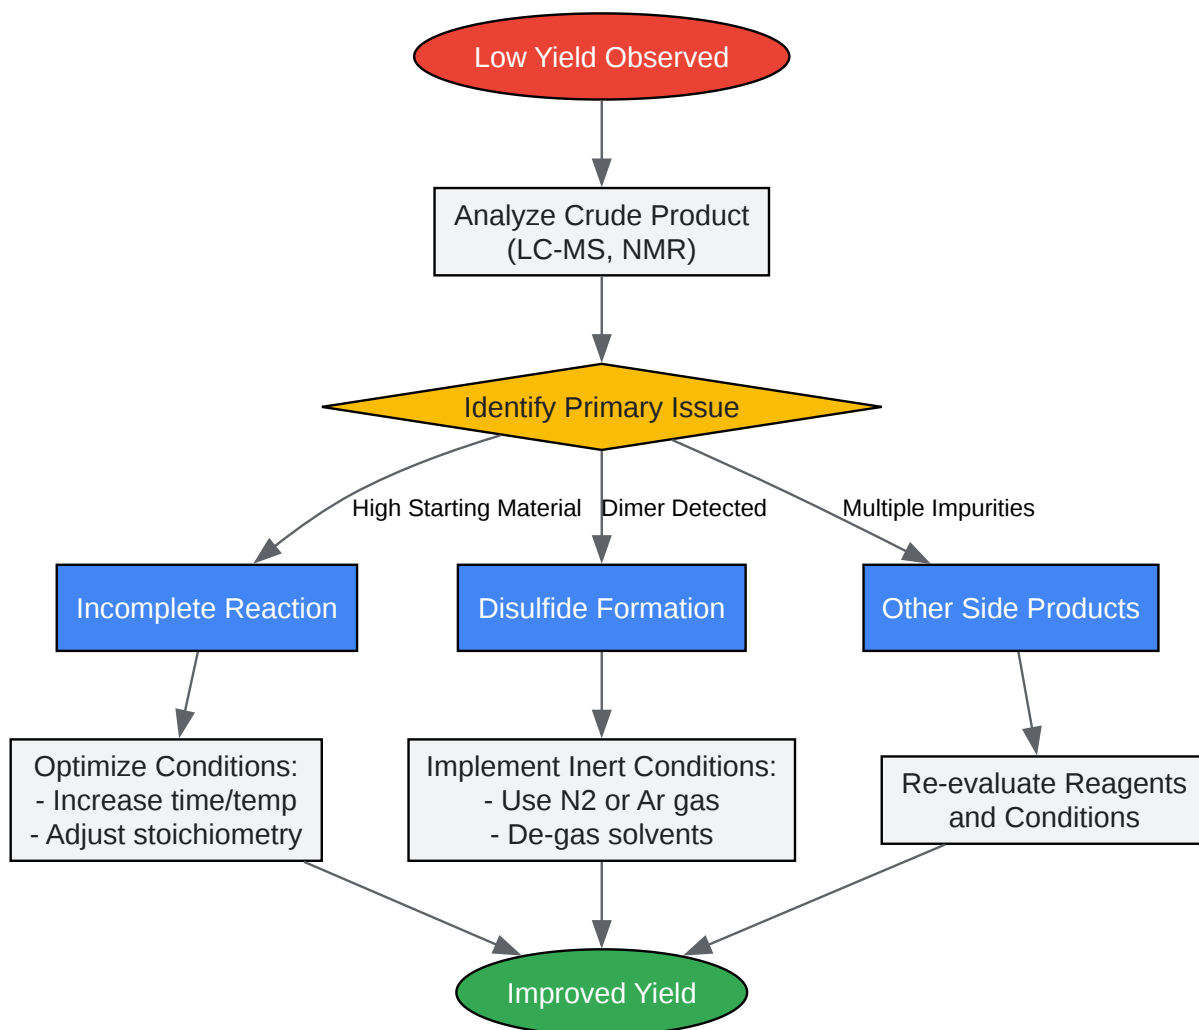 Low Yield Observed
Analyze Crude Product
(LC-MS, NMR)
Identify Primary Issue
High Starting Material
Dimer Detected
Multiple Impurities
Incomplete Reaction
Disulfide Formation
Other Side Products
Optimize Conditions:
- Increase time/temp
- Adjust stoichiometry
Implement Inert Conditions:
- Use N2 or Ar gas
- De-gas solvents
Re-evaluate Reagents
and Conditions
Improved Yield